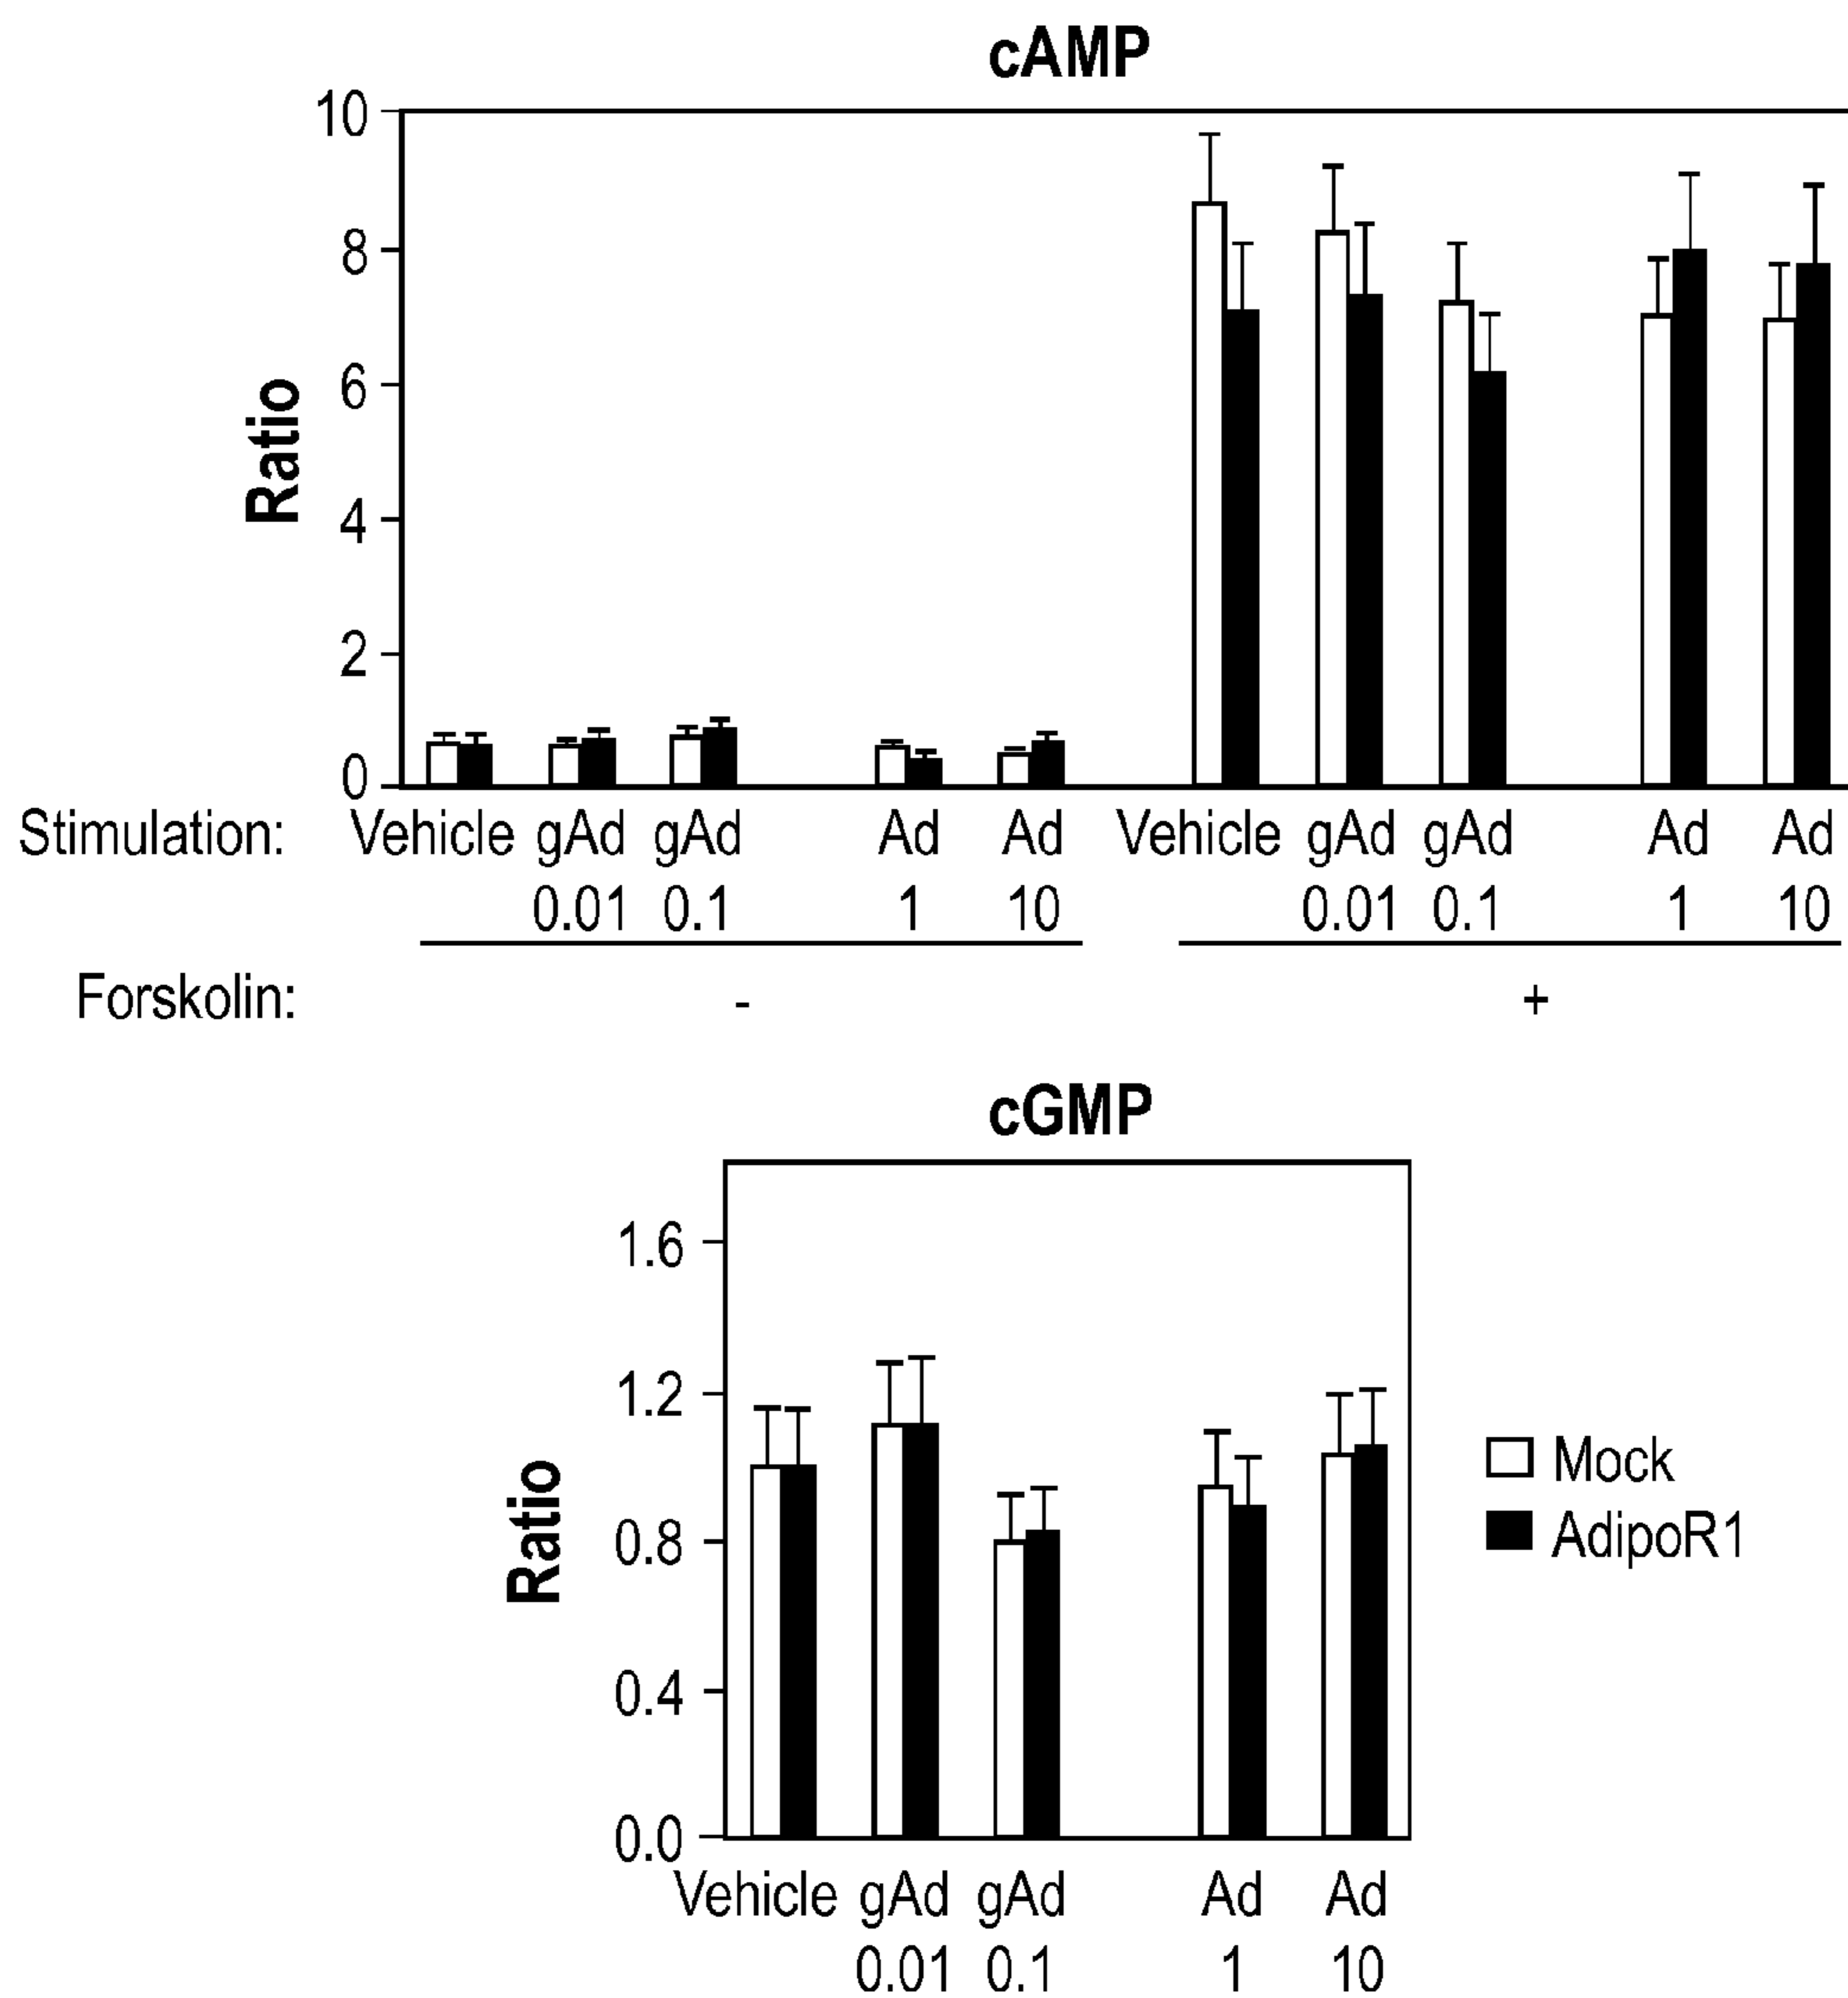 cAMP
10
8
6
4
2
0
Ratio
Stimulation: Vehicle gAd gAd Ad Ad Vehicle gAd gAd Ad Ad
0.01 0.1 1 10 0.01 0.1 1 10
Forskolin: - +
cGMP
1.6
1.2
0.8
0.4
0.0
Ratio
Mock
AdipoR1
Vehicle gAd gAd Ad Ad
0.01 0.1 1 10